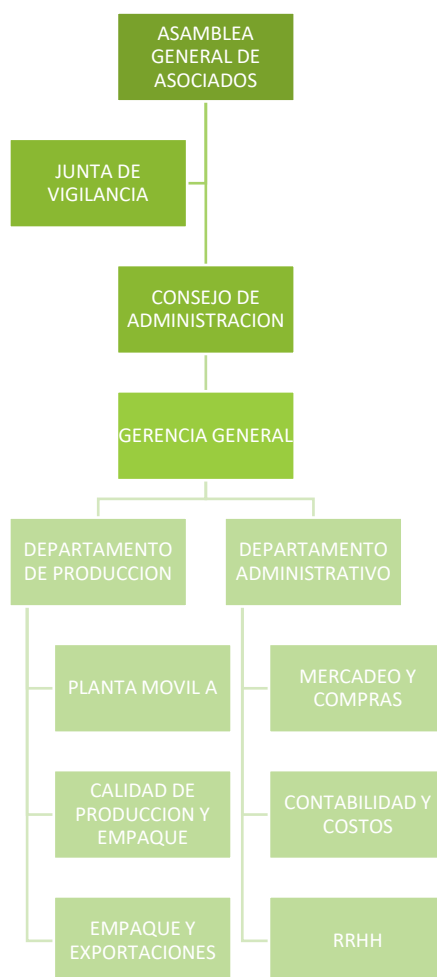 ASAMBLEA
GENERAL DE
ASOCIADOS
JUNTA DE
VIGILANCIA
CONSEJO DE
ADMINISTRACION
GERENCIA GENERAL
DEPARTAMENTO
DE PRODUCCION
DEPARTAMENTO
ADMINISTRATIVO
PLANTA MOVIL A
MERCADEO Y
COMPRAS
CALIDAD DE
PRODUCCION Y
EMPAQUE
CONTABILIDAD Y
COSTOS
EMPAQUE Y
EXPORTACIONES
RRHH